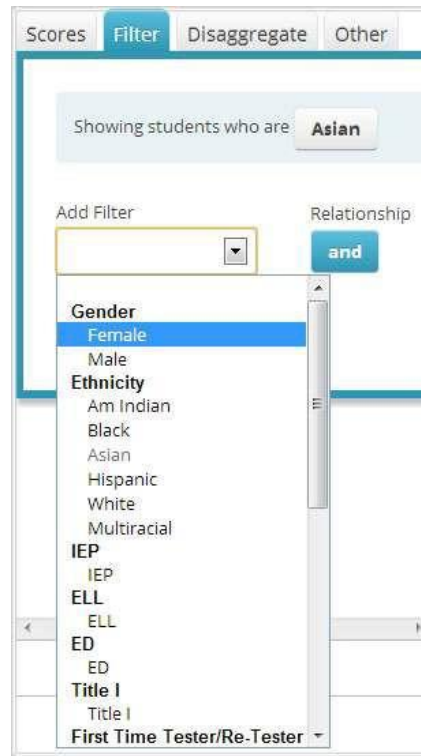 Scores Filter Disaggregate Other
Showing students who are Asian
Add Filter
Relationship
and
Gender
Female
Male
Ethnicity
Am Indian
Black
Asian
Hispanic
White
Multiracial
IEP
IEP
ELL
ELL
ED
ED
Title I
Title I
First Time Tester/Re-Tester